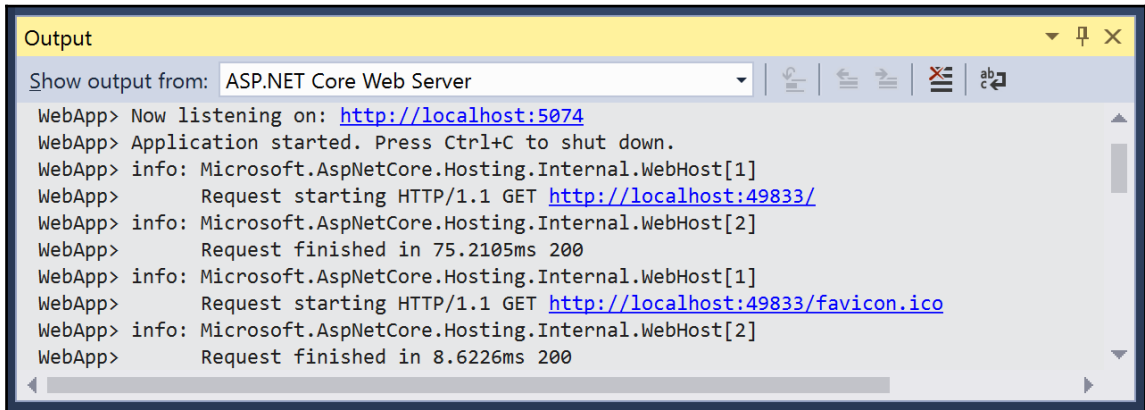 Output
Show output from: ASP.NET Core Web Server
WebApp> Now listening on: http://localhost:5074
WebApp> Application started. Press Ctrl+C to shut down.
WebApp> info: Microsoft.AspNetCore.Hosting.Internal.WebHost[1]
WebApp>       Request starting HTTP/1.1 GET http://localhost:49833/
WebApp> info: Microsoft.AspNetCore.Hosting.Internal.WebHost[2]
WebApp>       Request finished in 75.2105ms 200
WebApp> info: Microsoft.AspNetCore.Hosting.Internal.WebHost[1]
WebApp>       Request starting HTTP/1.1 GET http://localhost:49833/favicon.ico
WebApp> info: Microsoft.AspNetCore.Hosting.Internal.WebHost[2]
WebApp>       Request finished in 8.6226ms 200